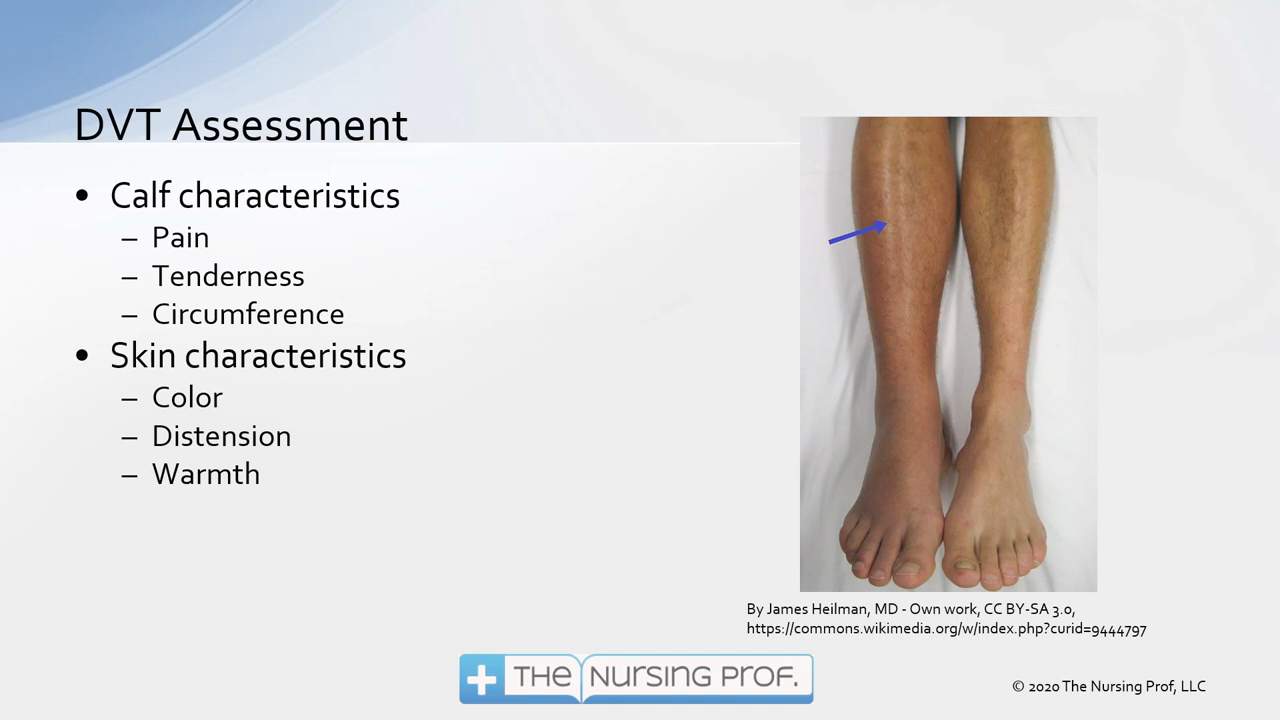 DVT Assessment
• Calf characteristics
– Pain
– Tenderness
– Circumference
• Skin characteristics
– Color
– Distension
– Warmth
By James Heilman, MD - Own work, CC BY-SA 3.0,
https://commons.wikimedia.org/w/index.php?curid=9444797
THE NURSING PROF.
© 2020 The Nursing Prof, LLC